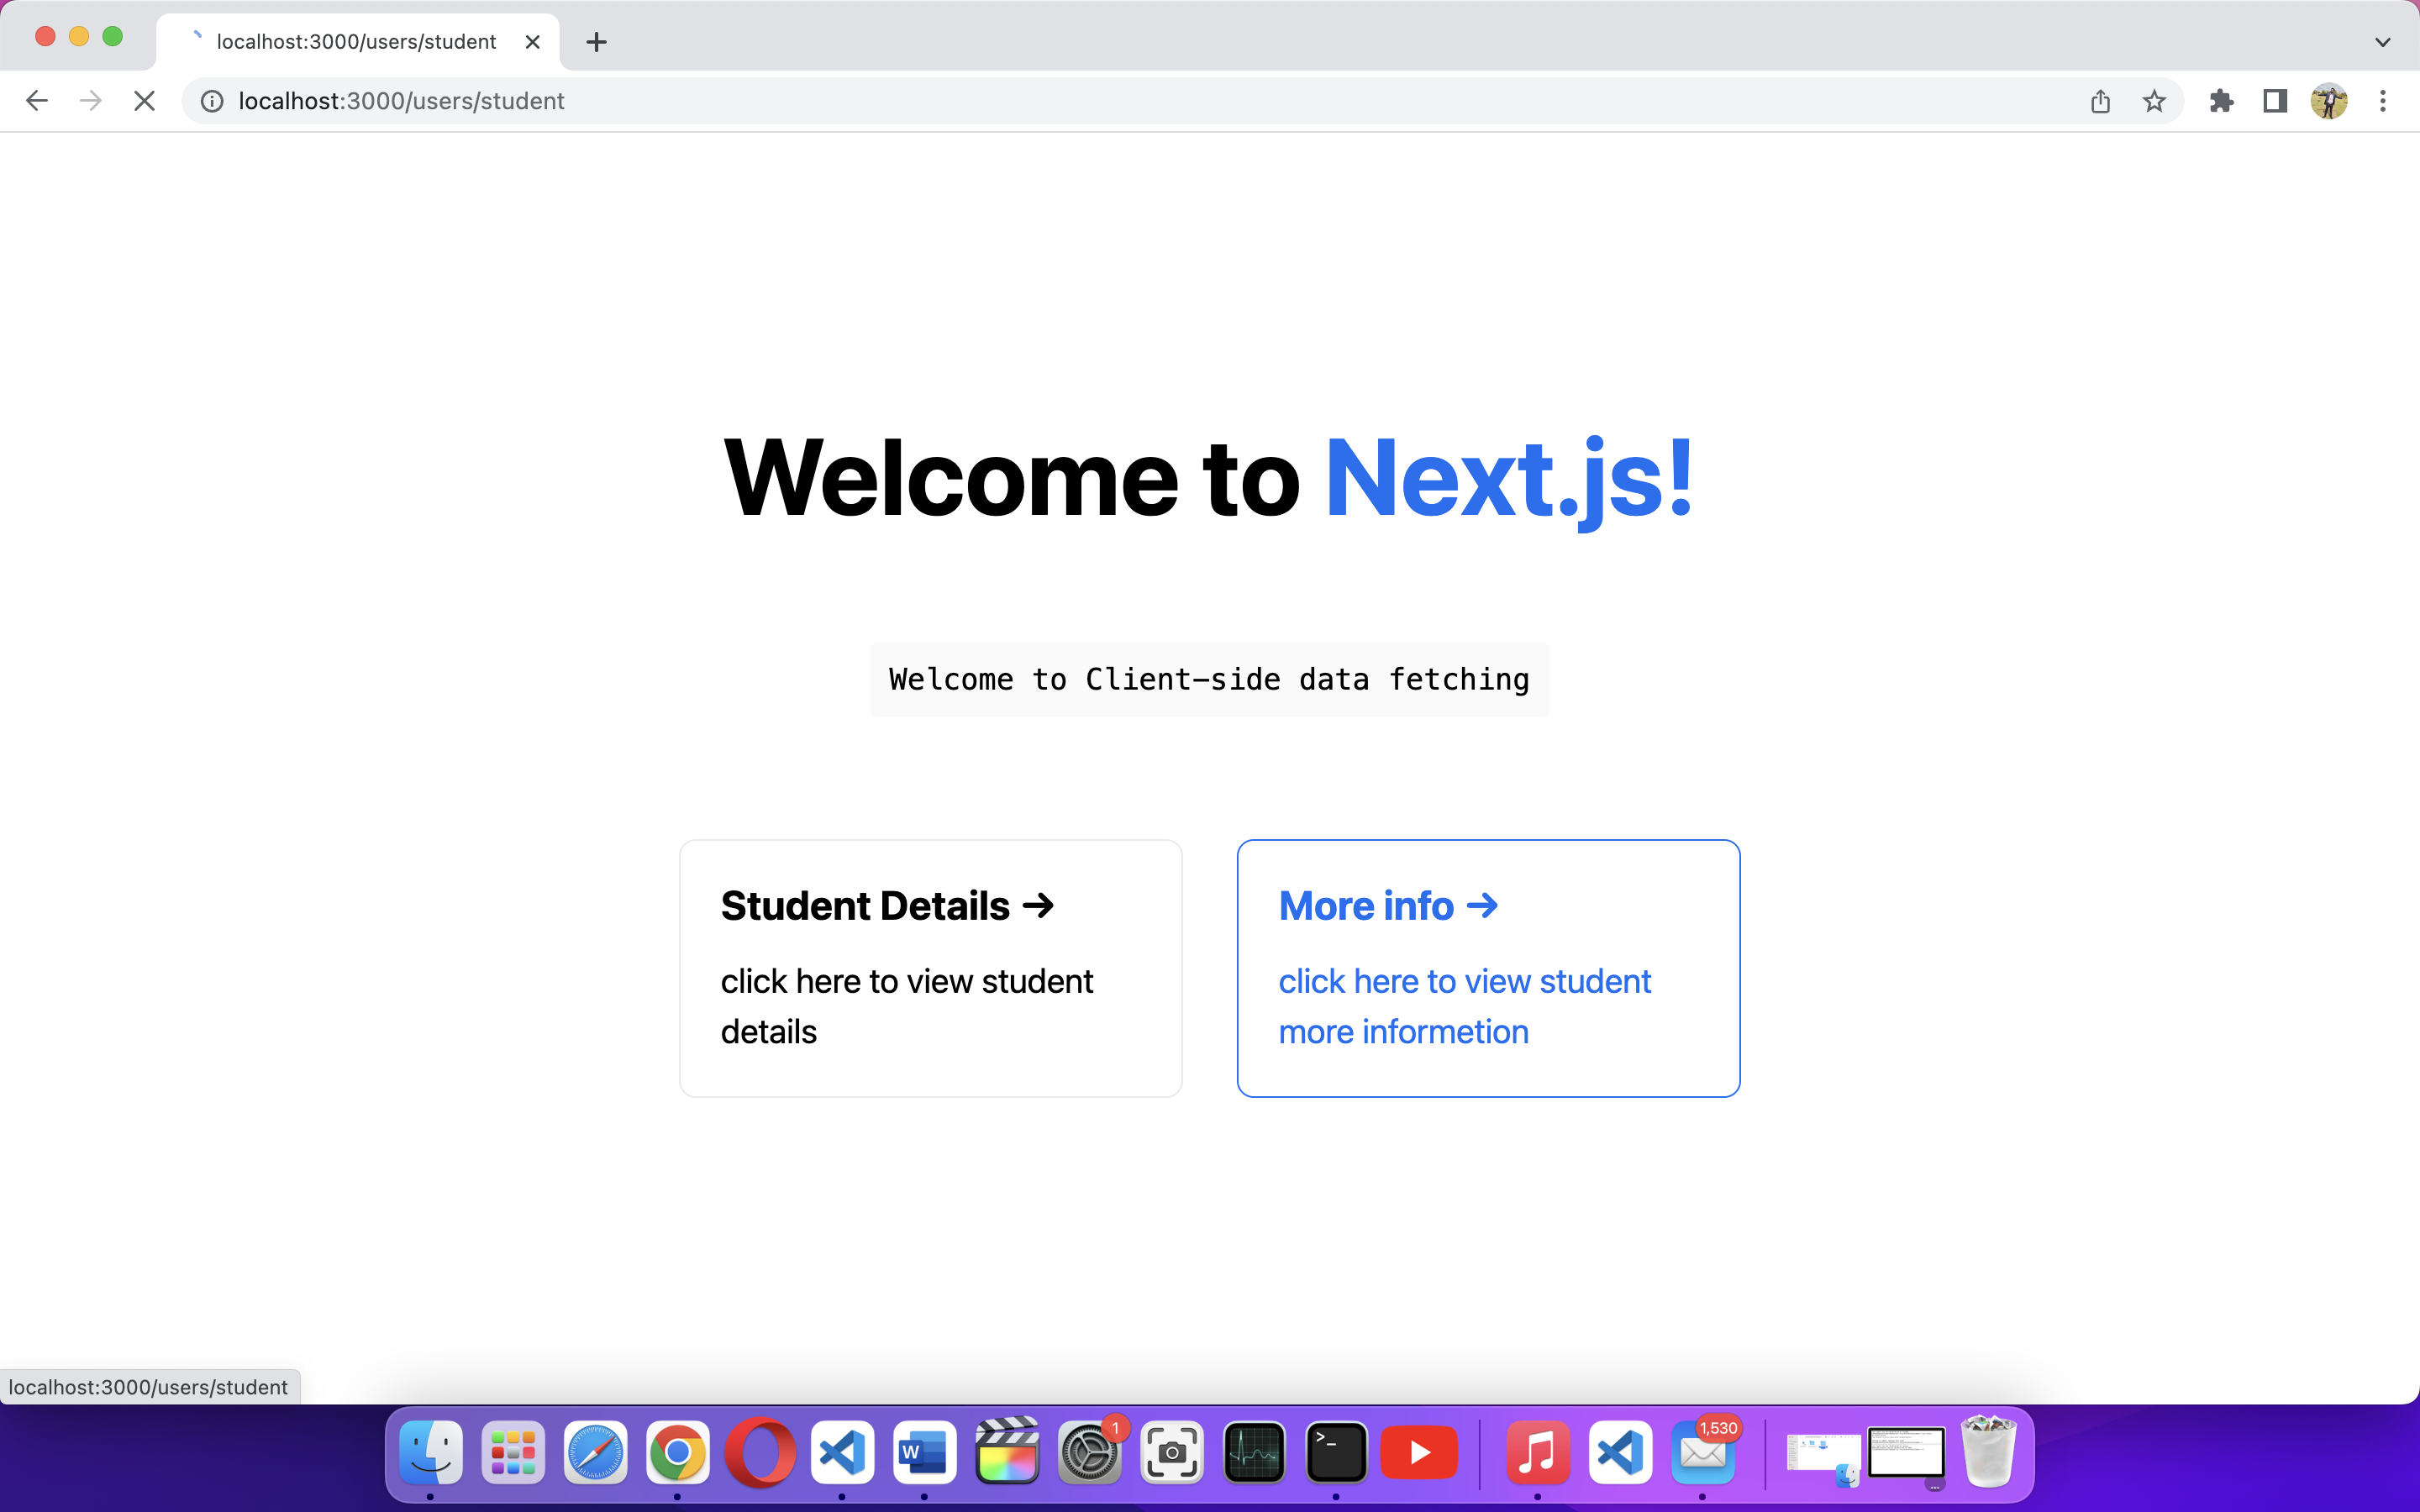 localhost:3000/users/student
localhost:3000/users/student
Welcome to Next.js!
Welcome to Client-side data fetching
Student Details →
click here to view student
details
More info →
click here to view student
more informetion
localhost:3000/users/student
W
1
>_
1,530